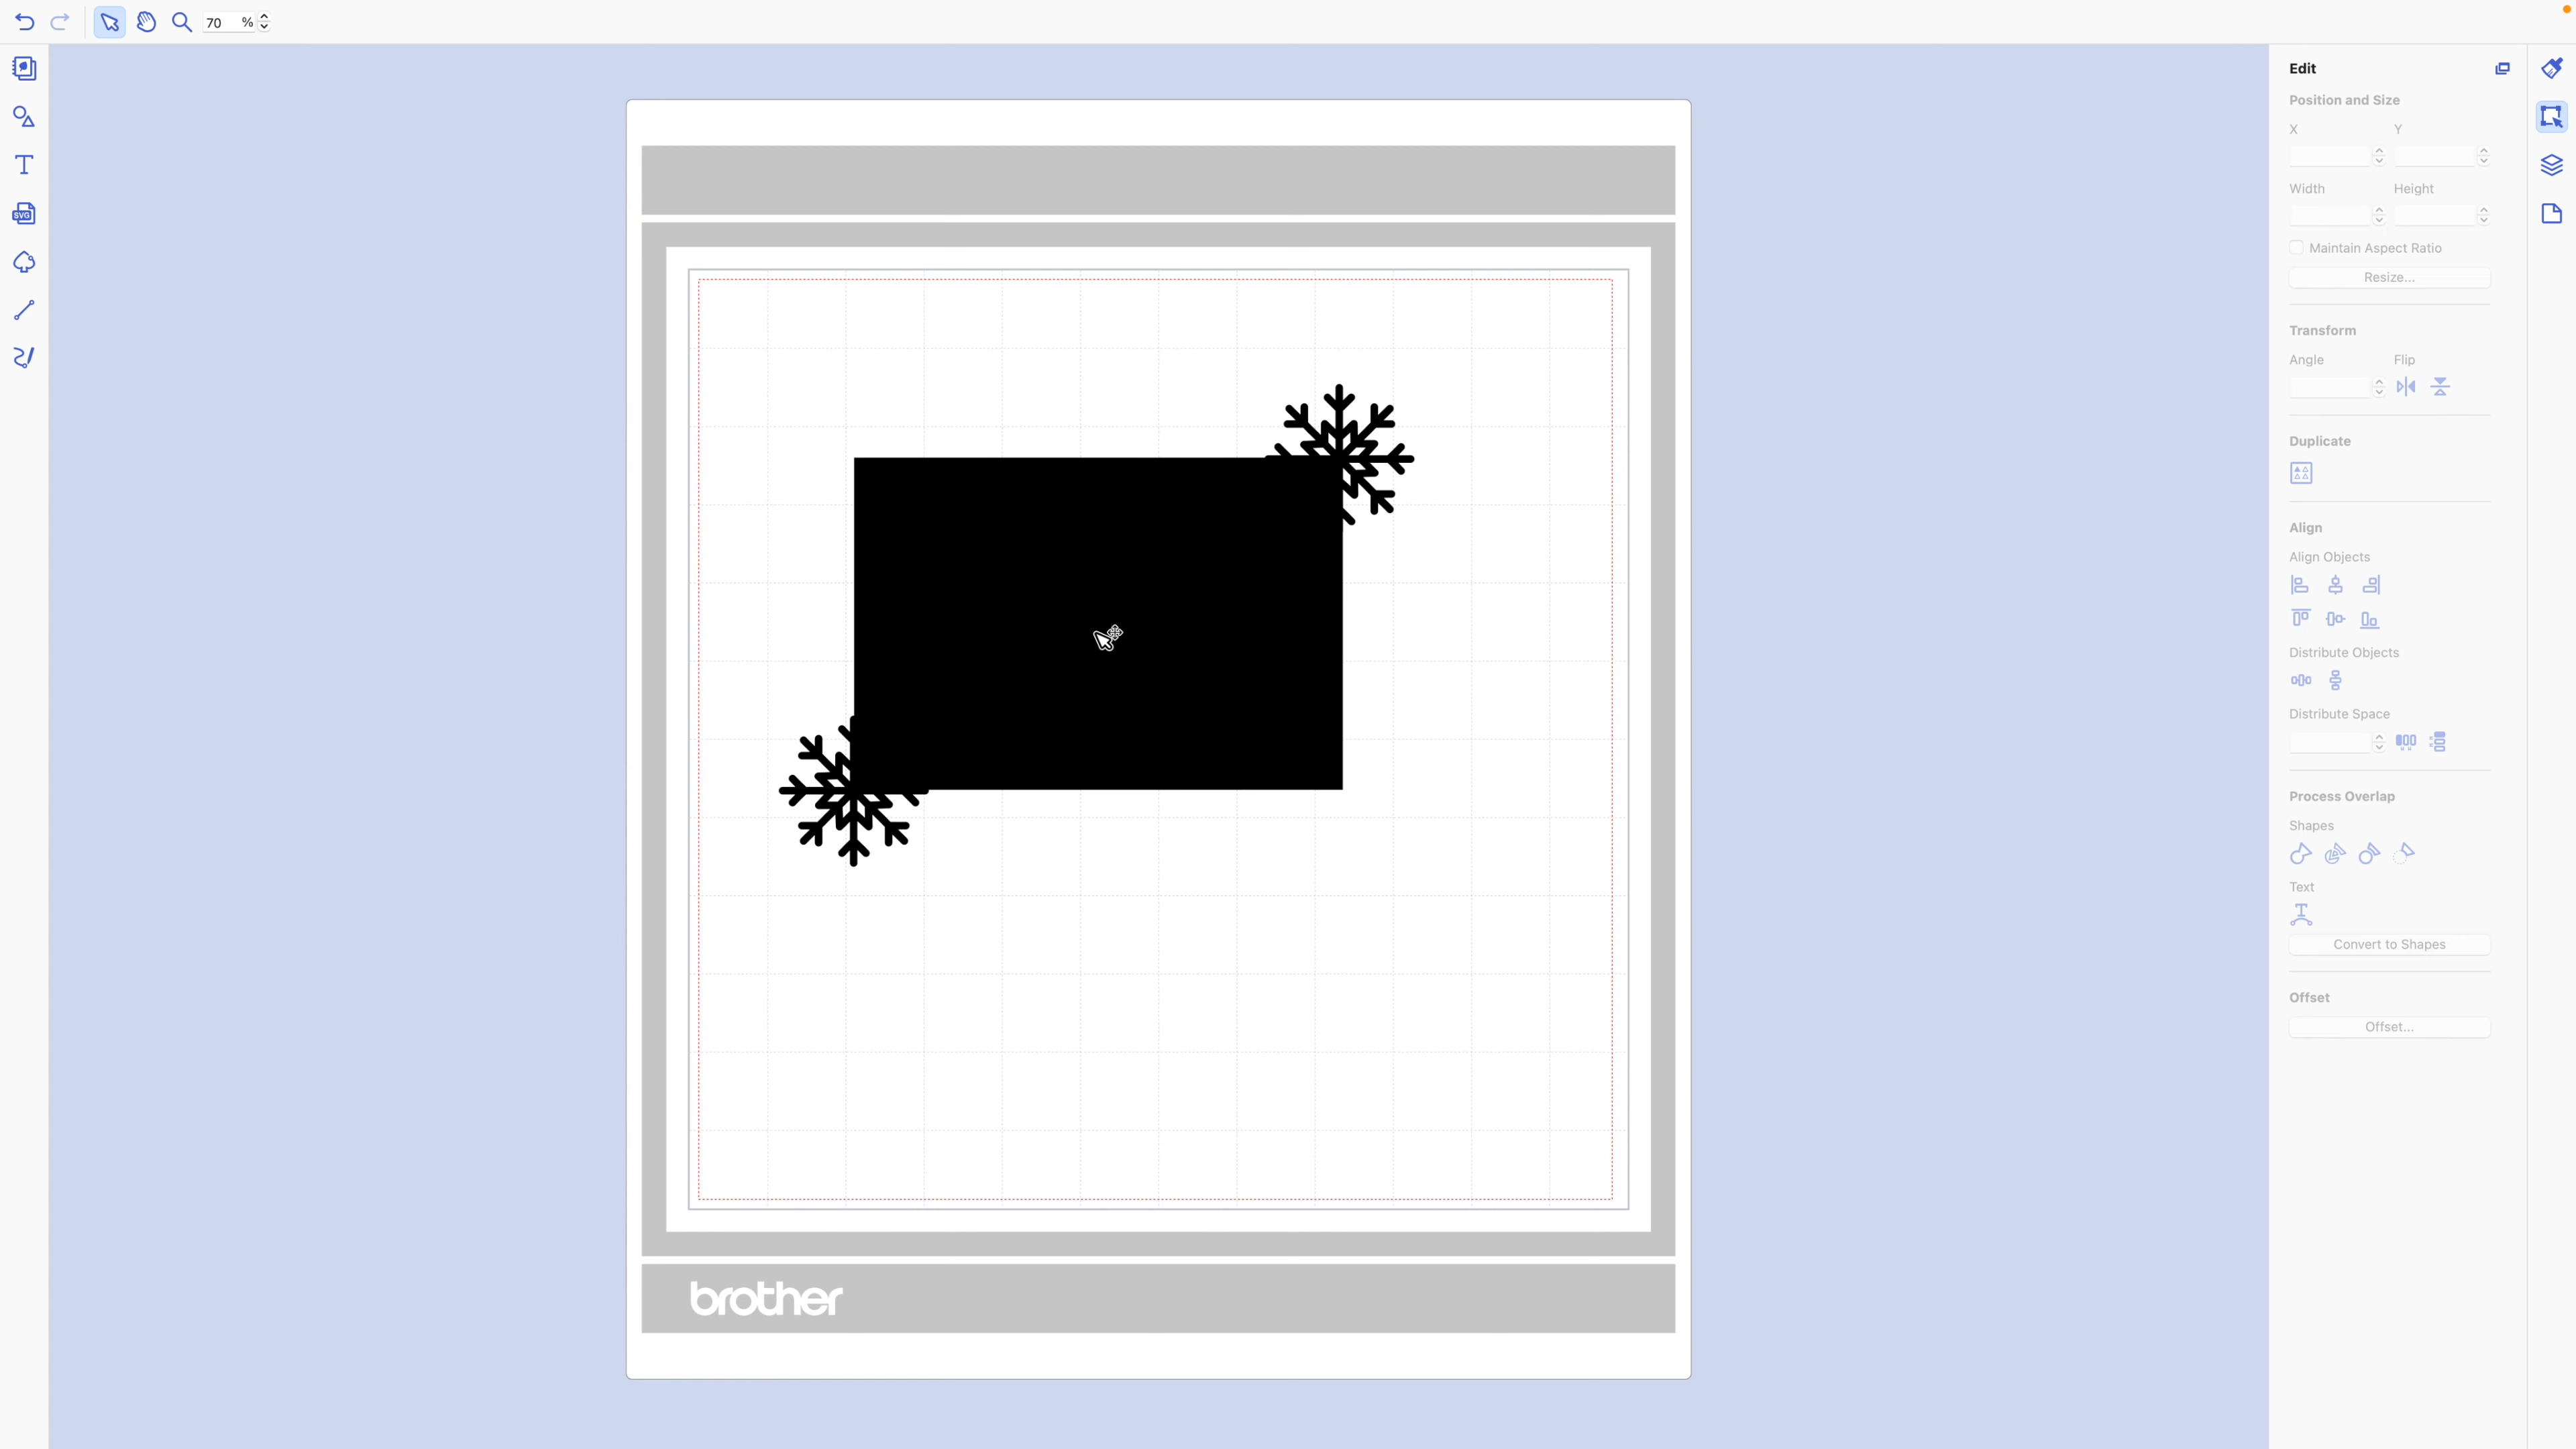 70 %
Edit
Position and Size
X Y
Width Height
Maintain Aspect Ratio
Resize...
Transform
Angle Flip
Duplicate
Align
Align Objects
Distribute Objects
Distribute Space
Process Overlap
Shapes
Text
Convert to Shapes
Offset
Offset...
SVG
brother